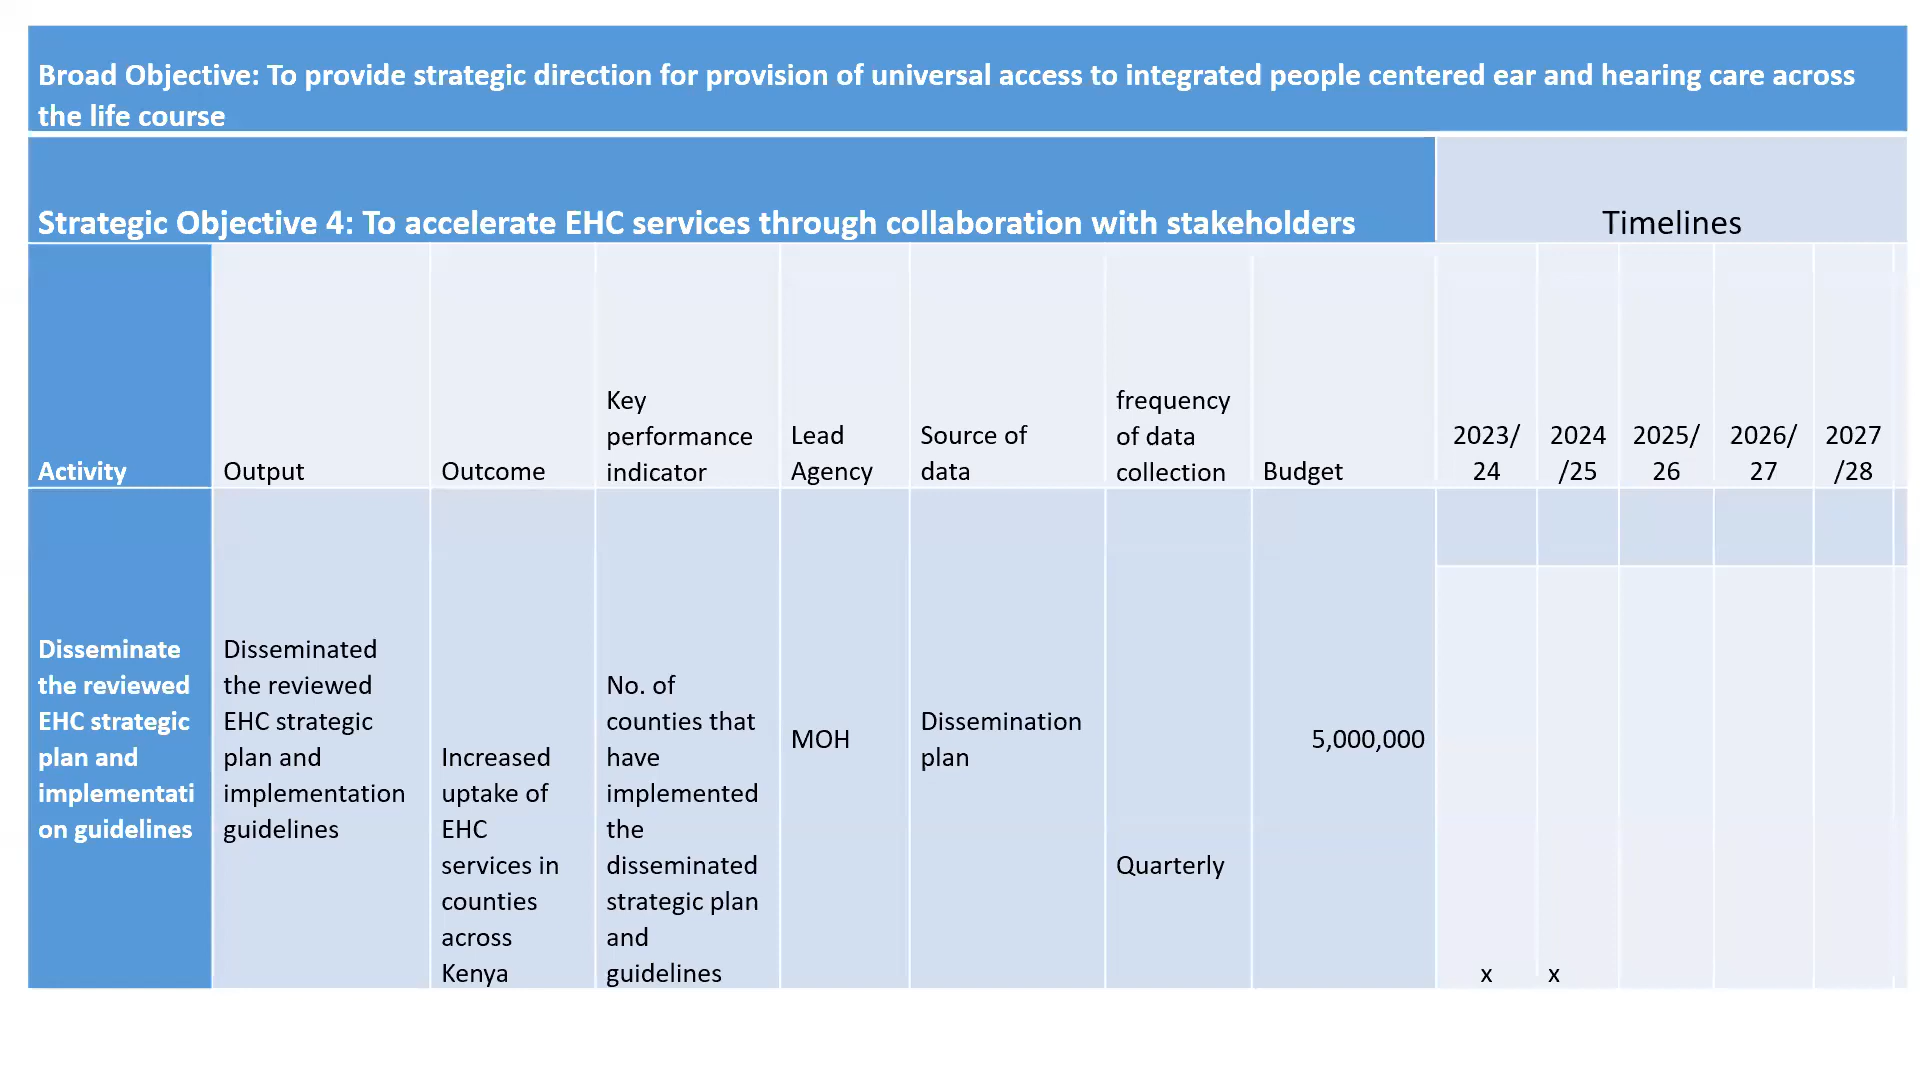 Broad Objective: To provide strategic direction for provision of universal access to integrated people centered ear and hearing care across
the life course
Strategic Objective 4: To accelerate EHC services through collaboration with stakeholders
Timelines
Activity
Output
Outcome
Key
performance
indicator
Lead
Agency
Source of
data
frequency
of data
collection
Budget
2023/
24
2024
/25
2025/
26
2026/
27
2027
/28
Disseminate
the reviewed
EHC strategic
plan and
implementati
on guidelines
Disseminated
the reviewed
EHC strategic
plan and
implementation
guidelines
Increased
uptake of
EHC
services in
counties
across
Kenya
No. of
counties that
have
implemented
the
disseminated
strategic plan
and
guidelines
MOH
Dissemination
plan
Quarterly
5,000,000
x
x